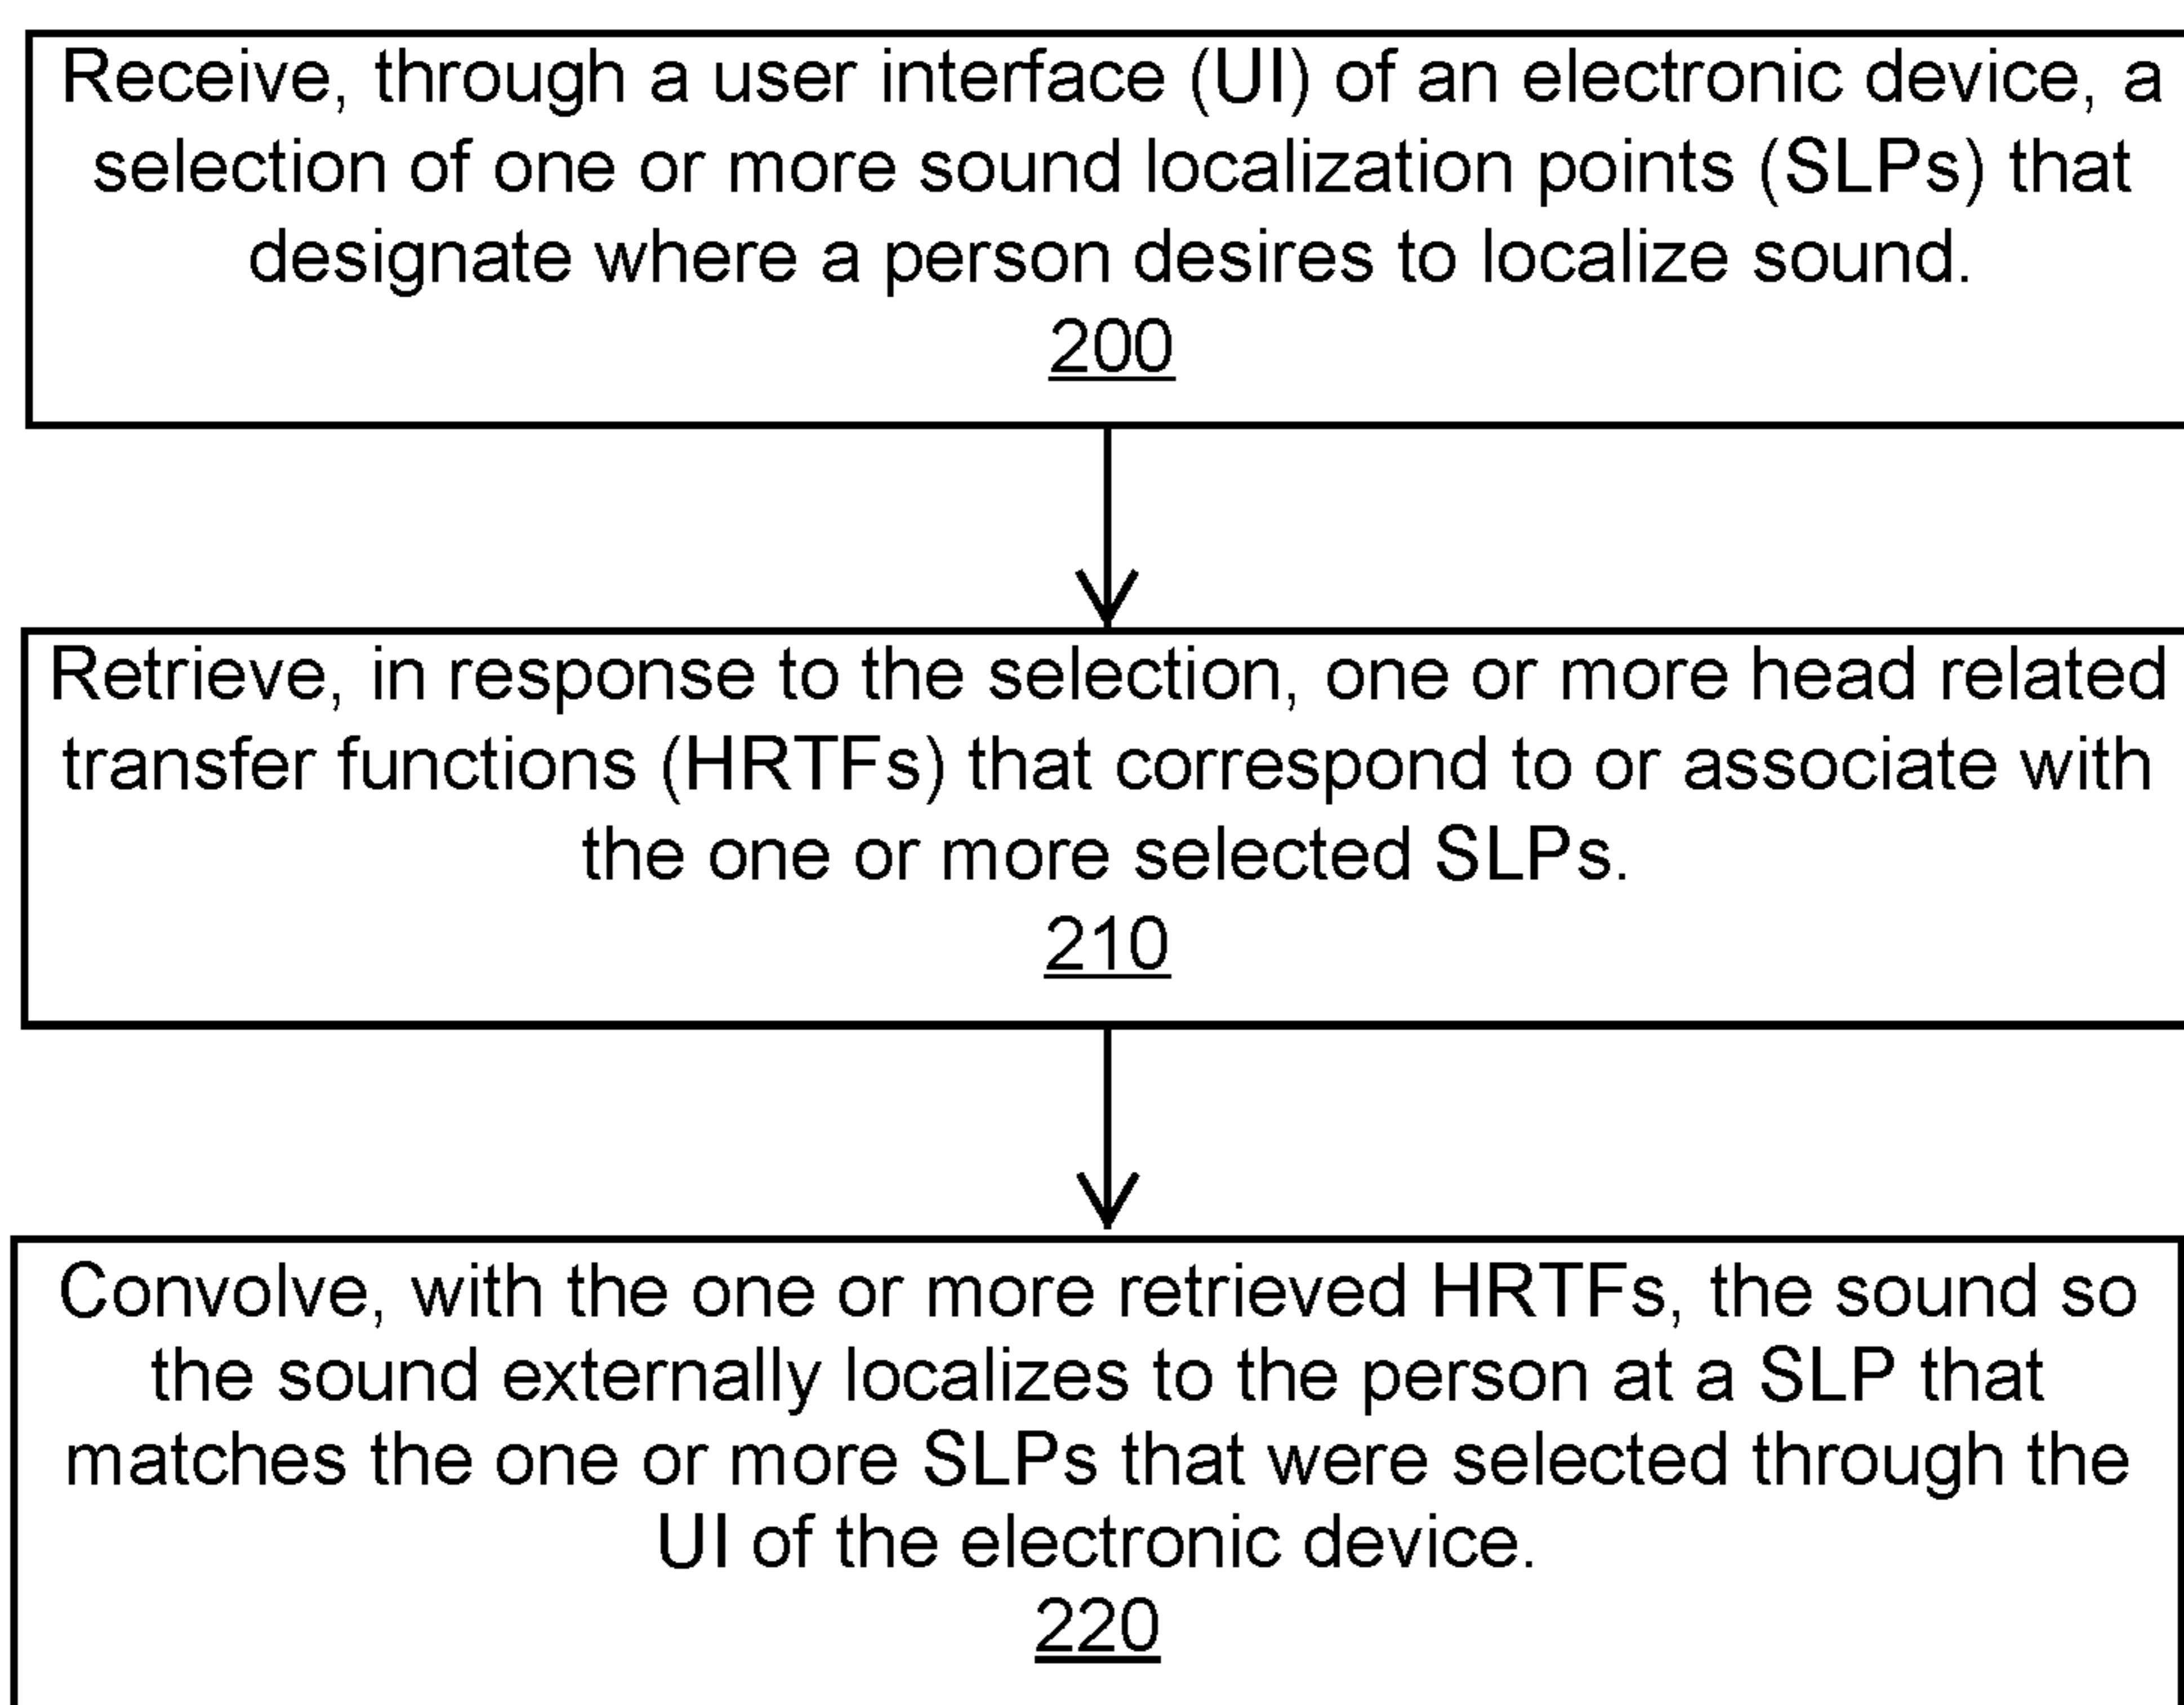 Receive, through a user interface (UI) of an electronic device, a
selection of one or more sound localization points (SLPs) that
designate where a person desires to localize sound.
200
Retrieve, in response to the selection, one or more head related
transfer functions (HRTFs) that correspond to or associate with
the one or more selected SLPs.
210
Convolve, with the one or more retrieved HRTFs, the sound so
the sound externally localizes to the person at a SLP that
matches the one or more SLPs that were selected through the
UI of the electronic device.
220